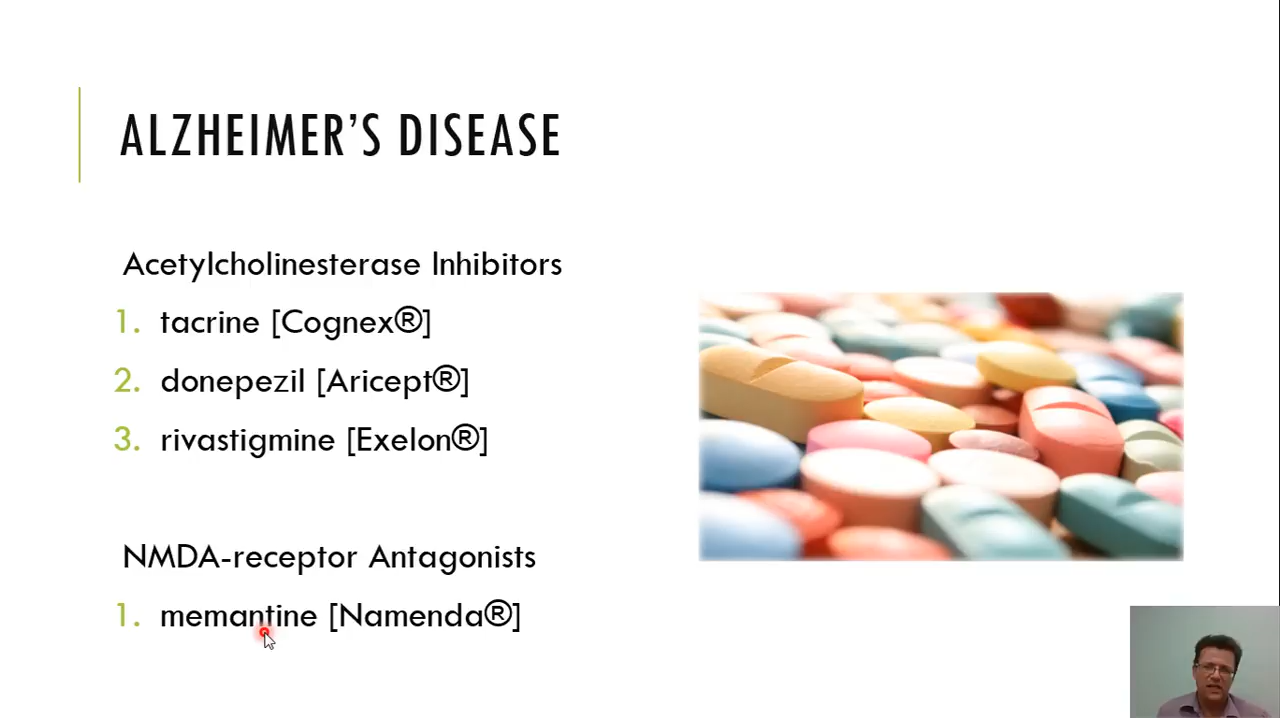 ALZHEIMER'S DISEASE
Acetylcholinesterase Inhibitors
1. tacrine [Cognex®]
2. donepezil [Aricept®]
3. rivastigmine [Exelon®]
NMDA-receptor Antagonists
1. memantine [Namenda®]